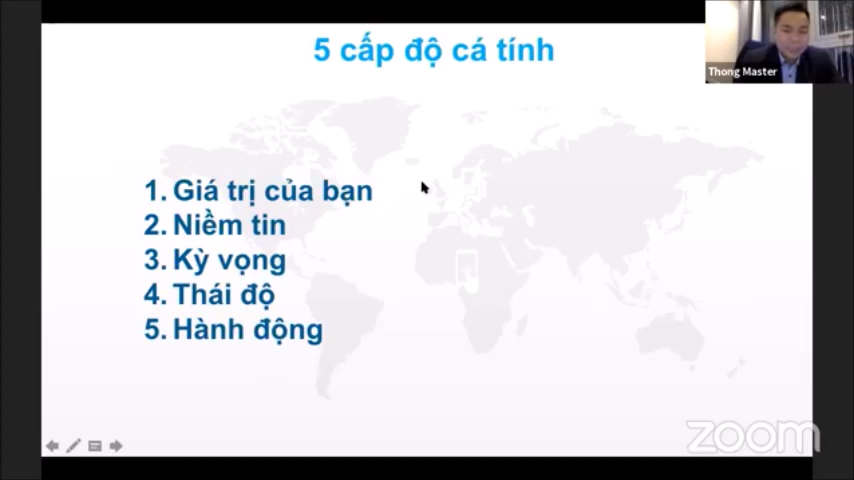 5 cấp độ cá tính
Thong Master
1. Giá trị của bạn
2. Niềm tin
3. Kỳ vọng
4. Thái độ
5. Hành động
zoom